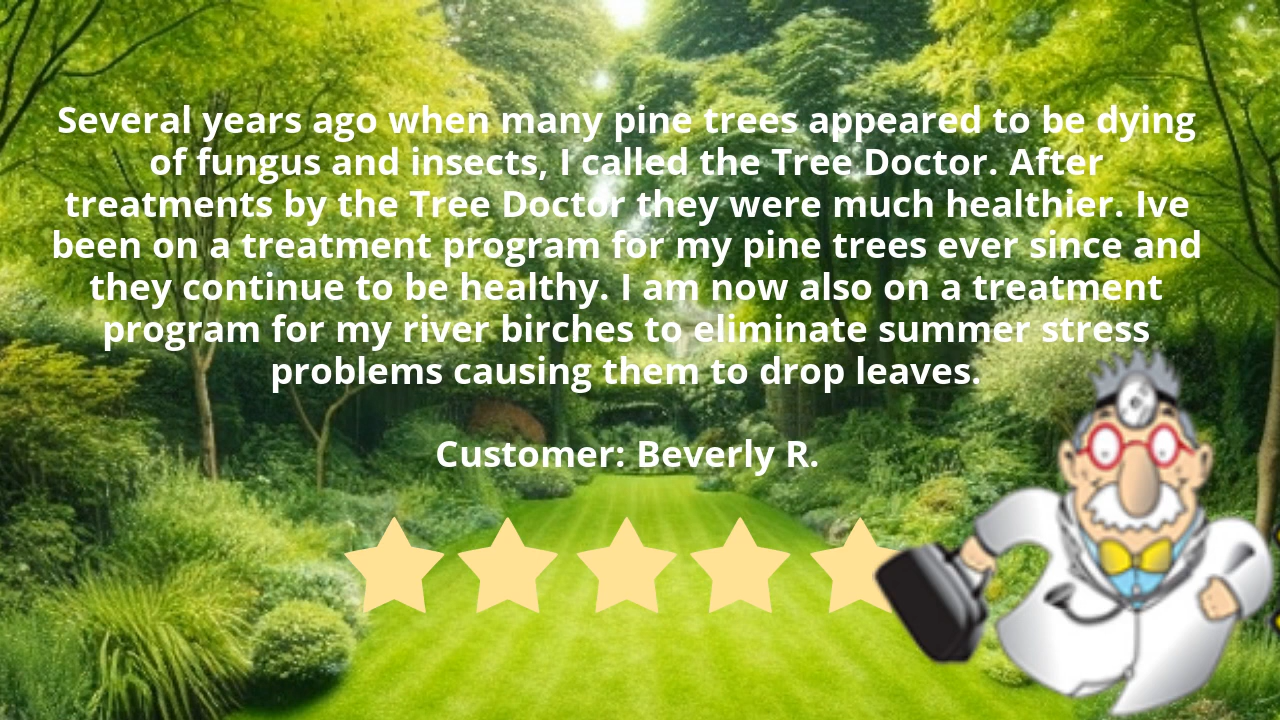 Several years ago when many pine trees appeared to be dying
of fungus and insects, I called the Tree Doctor. After
treatments by the Tree Doctor they were much healthier. Ive
been on a treatment program for my pine trees ever since and
they continue to be healthy. I am now also on a treatment
program for my river birches to eliminate summer stress
problems causing them to drop leaves.
Customer: Beverly R.